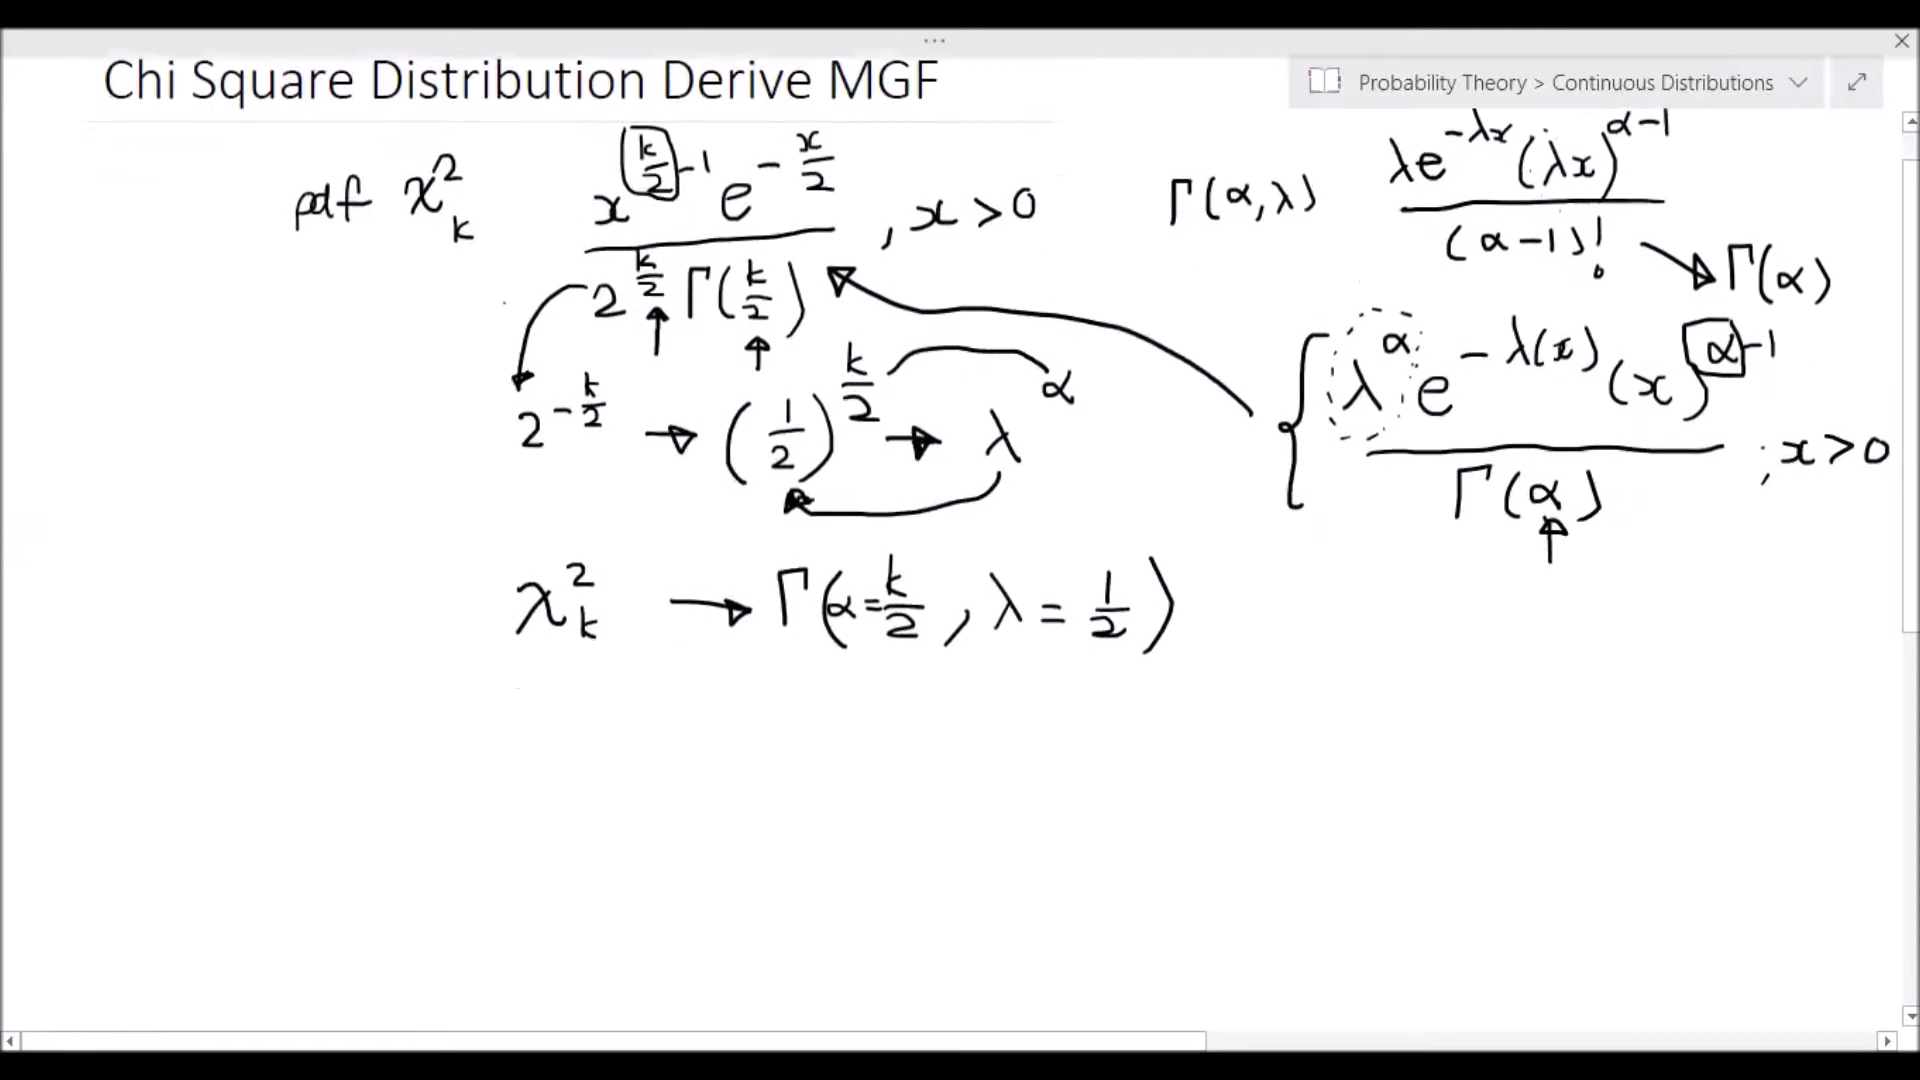 Chi Square Distribution Derive MGF
Probability Theory > Continuous Distributions
pdf χ²_k   x^(k/2 -1) e^(-x/2) / 2^(k/2) Γ(k/2) , x>0
Γ(α,λ)   λe^(-λx) (λx)^(α-1) / (α-1)! → Γ(α)
2^(-k/2) → (1/2)^(k/2) → λ   α
{ λ^α e^(-λ(x)) (x)^(α-1) / Γ(α) ; x>0
χ²_k → Γ(α=k/2, λ=1/2)